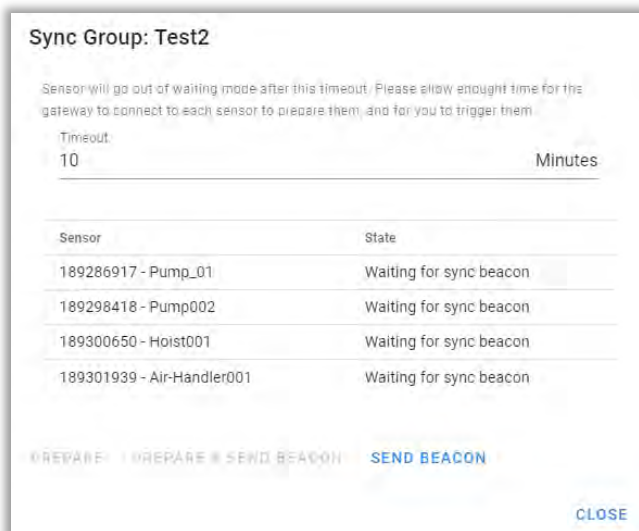 Sync Group: Test2
Sensor will go out of waiting mode after this timeout. Please allow enought time for the
gateway to connect to each sensor to prepare them, and for you to trigger them
Timeout
10 Minutes
Sensor State
189286917 - Pump_01 Waiting for sync beacon
189298418 - Pump002 Waiting for sync beacon
189300650 - Hoist001 Waiting for sync beacon
189301939 - Air-Handler001 Waiting for sync beacon
PREPARE PREPARE & SEND BEACON SEND BEACON
CLOSE